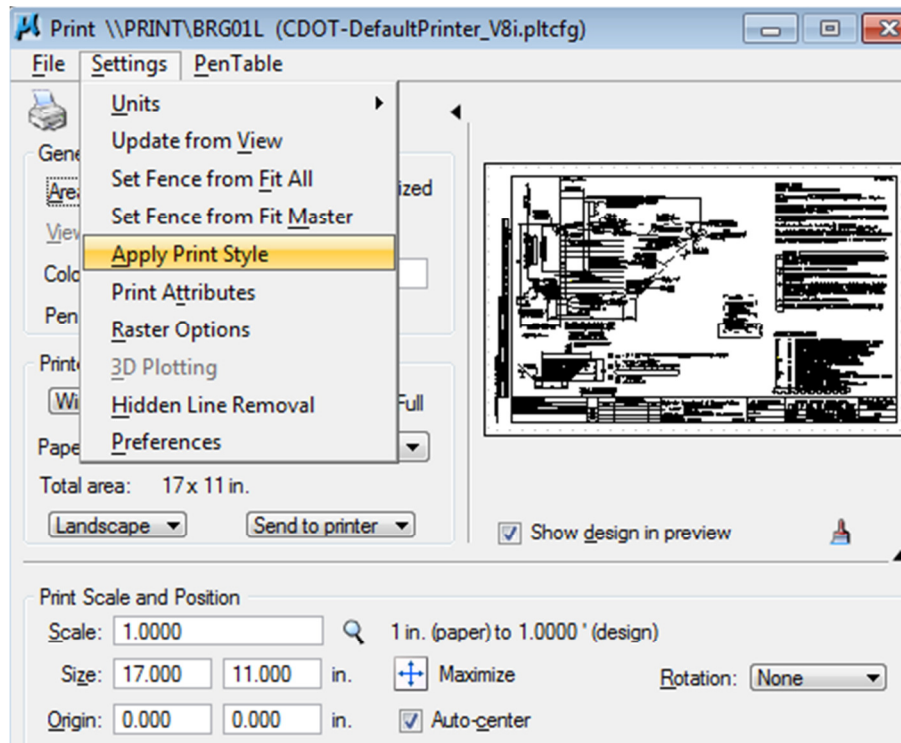 Print \\PRINT\BRG01L (CDOT-DefaultPrinter_V8i.pltcfg)
File Settings PenTable
Units
Update from View
Set Fence from Fit All
Set Fence from Fit Master
Apply Print Style
Print Attributes
Raster Options
3D Plotting
Hidden Line Removal
Preferences
Total area: 17 x 11 in.
Landscape Send to printer
Show design in preview
Print Scale and Position
Scale: 1.0000 1 in. (paper) to 1.0000 ' (design)
Size: 17.000 11.000 in. Maximize Rotation: None
Origin: 0.000 0.000 in. Auto-center